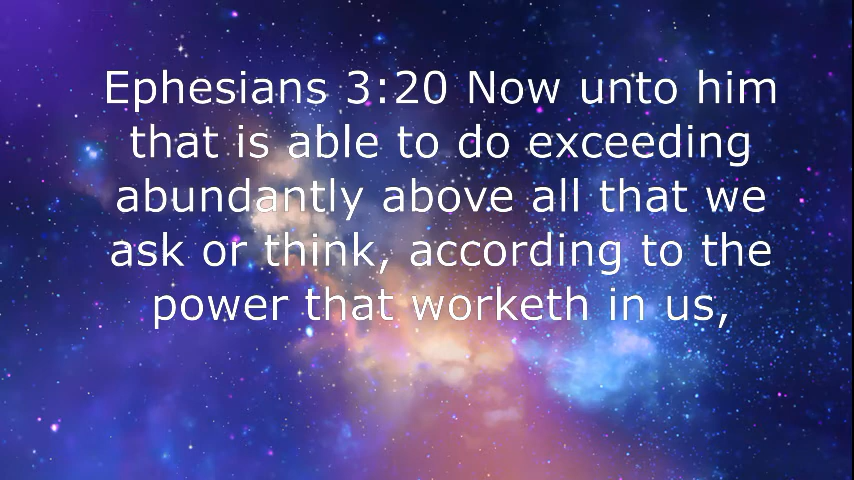 Ephesians 3:20 Now unto him
that is able to do exceeding
abundantly above all that we
ask or think, according to the
power that worketh in us,